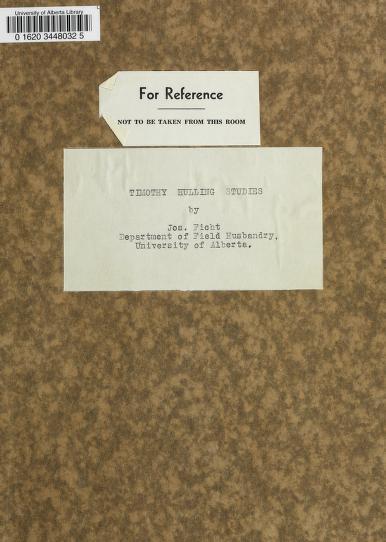 University of Alberta Library
0 1620 3448032 5
For Reference
NOT TO BE TAKEN FROM THIS ROOM
TIMOTHY HULLING STUDIES
by
Jos. Ficht
Department of Field Husbandry,
University of Alberta.